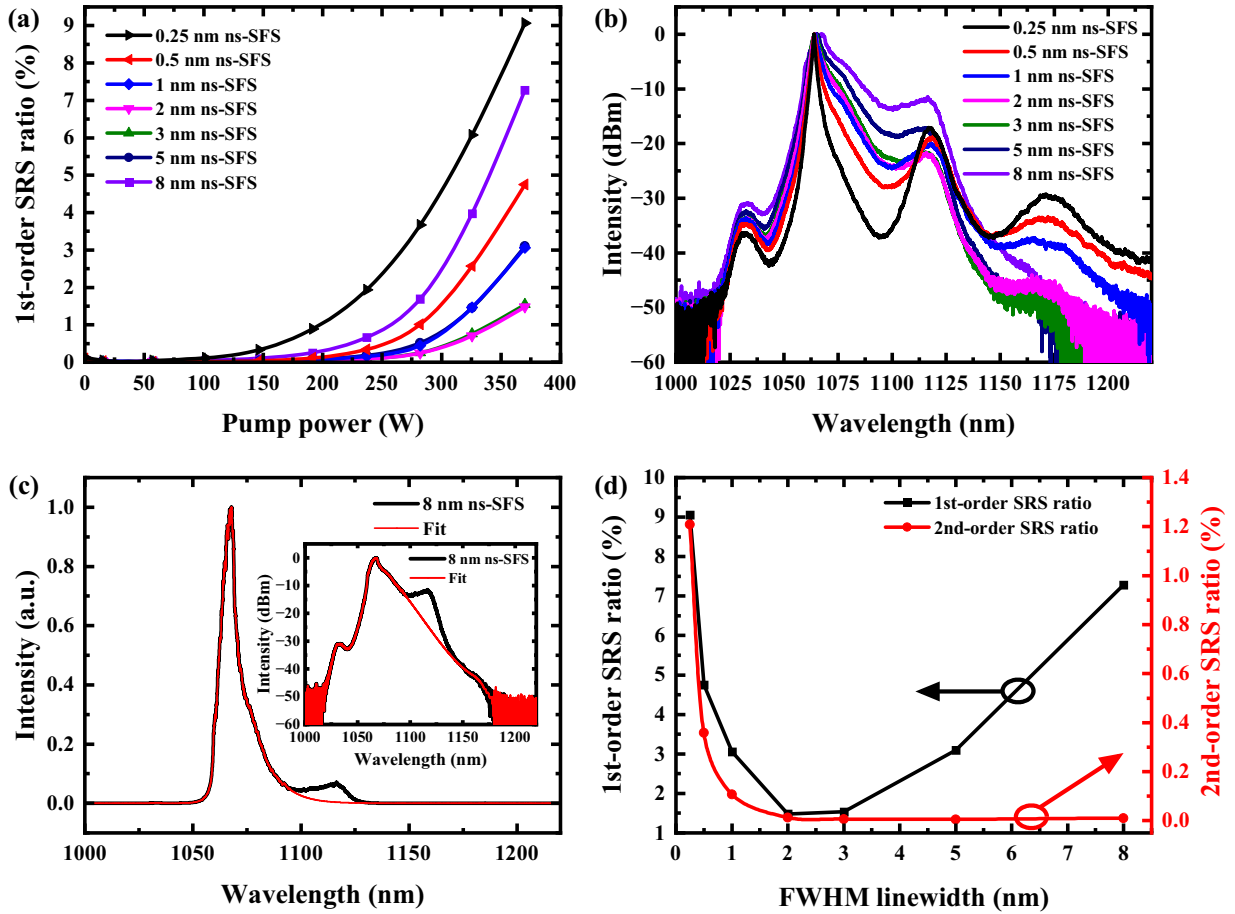 (a)
1st-order SRS ratio (%)
9
8
7
6
5
4
3
2
1
0
0.25 nm ns-SFS
0.5 nm ns-SFS
1 nm ns-SFS
2 nm ns-SFS
3 nm ns-SFS
5 nm ns-SFS
8 nm ns-SFS
0 50 100 150 200 250 300 350 400
Pump power (W)
(b)
Intensity (dBm)
0
−10
−20
−30
−40
−50
−60
0.25 nm ns-SFS
0.5 nm ns-SFS
1 nm ns-SFS
2 nm ns-SFS
3 nm ns-SFS
5 nm ns-SFS
8 nm ns-SFS
1000 1025 1050 1075 1100 1125 1150 1175 1200
Wavelength (nm)
(c)
Intensity (a.u.)
1.0
0.8
0.6
0.4
0.2
0.0
8 nm ns-SFS
Fit
Intensity (dBm)
0
−10
−20
−30
−40
−50
−60
8 nm ns-SFS
Fit
1000 1050 1100 1150 1200
Wavelength (nm)
1000 1050 1100 1150 1200
Wavelength (nm)
(d)
1st-order SRS ratio (%)
10
9
8
7
6
5
4
3
2
1
1st-order SRS ratio
2nd-order SRS ratio
1.4
1.2
1.0
0.8
0.6
0.4
0.2
0.0
2nd-order SRS ratio (%)
0 1 2 3 4 5 6 7 8
FWHM linewidth (nm)